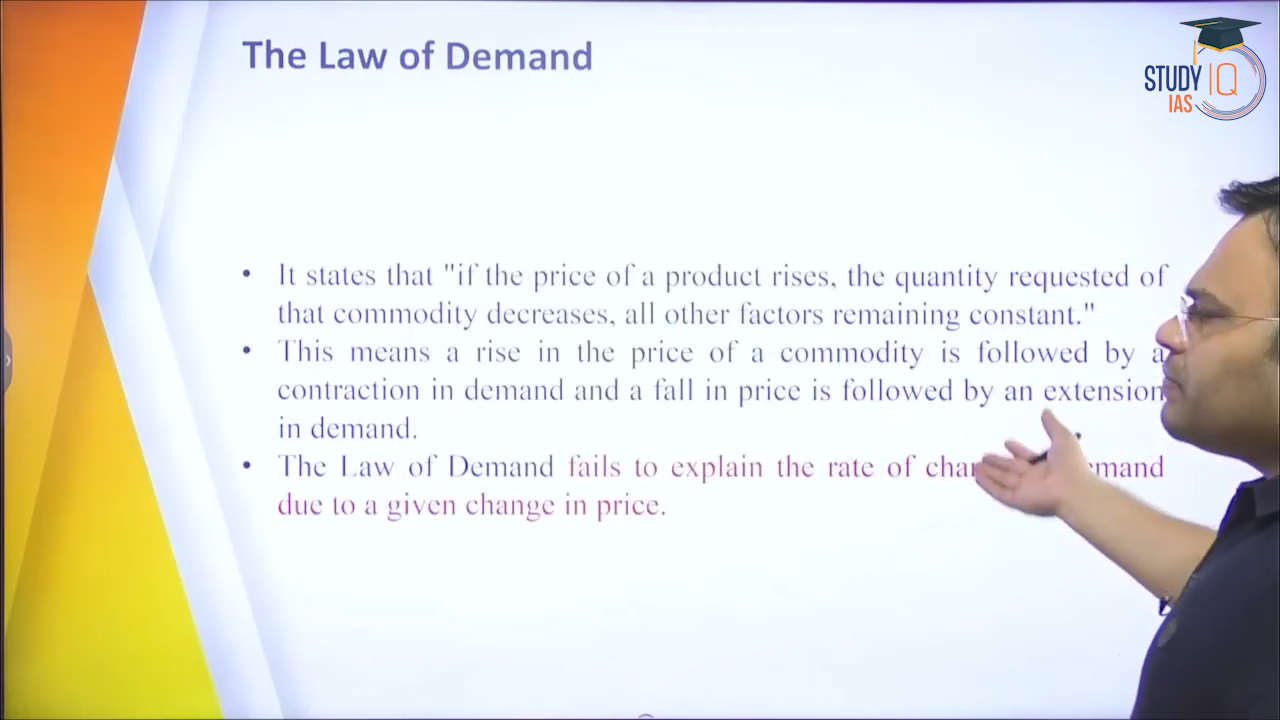 The Law of Demand
STUDY IQ
IAS
• It states that "if the price of a product rises, the quantity requested of
that commodity decreases, all other factors remaining constant."
• This means a rise in the price of a commodity is followed by a
contraction in demand and a fall in price is followed by an extension
in demand.
• The Law of Demand fails to explain the rate of
due to a given change in price.